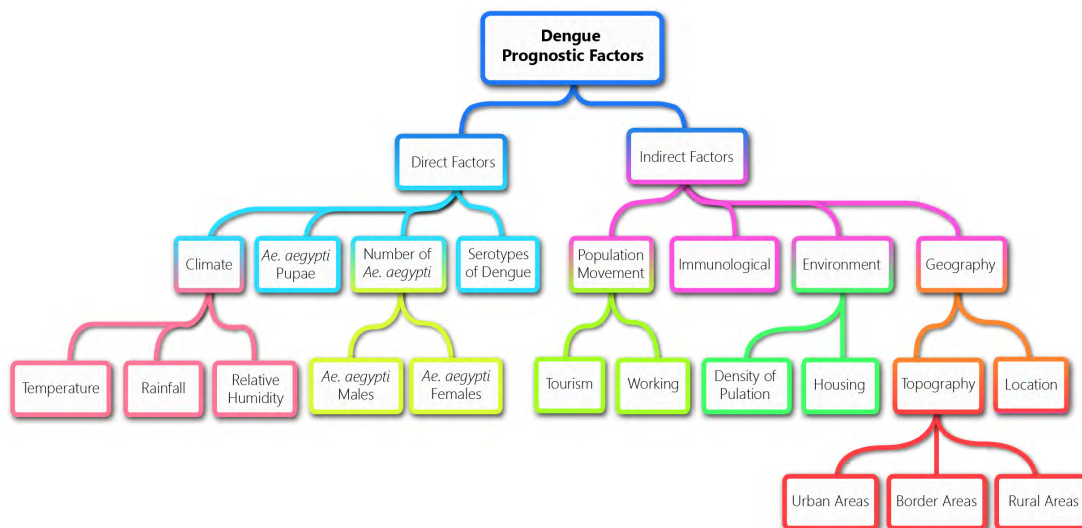 Dengue
Prognostic Factors
Direct Factors
Indirect Factors
Climate
Ae. aegypti
Pupae
Number of
Ae. aegypti
Serotypes
of Dengue
Population
Movement
Immunological
Environment
Geography
Temperature
Rainfall
Relative
Humidity
Ae. aegypti
Males
Ae. aegypti
Females
Tourism
Working
Density of
Pulation
Housing
Topography
Location
Urban Areas
Border Areas
Rural Areas